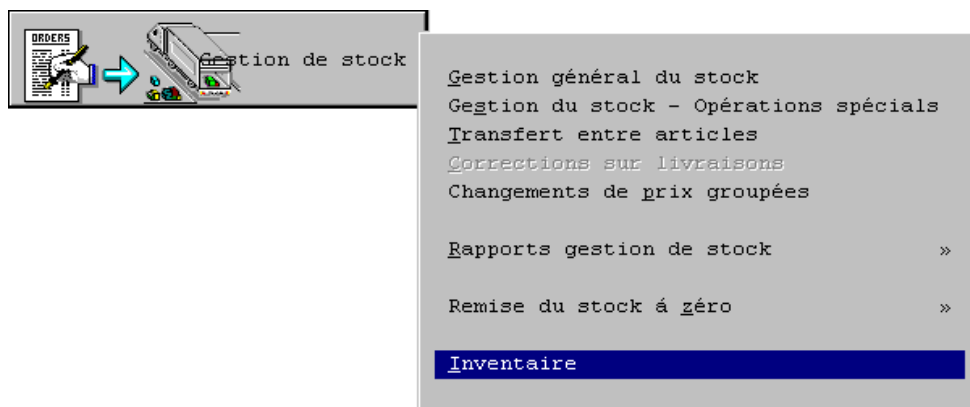 ORDERS
Gestion de stock
Gestion général du stock
Gestion du stock - Opérations spécials
Transfert entre articles
Corrections sur livraisons
Changements de prix groupées
Rapports gestion de stock »
Remise du stock á zéro »
Inventaire